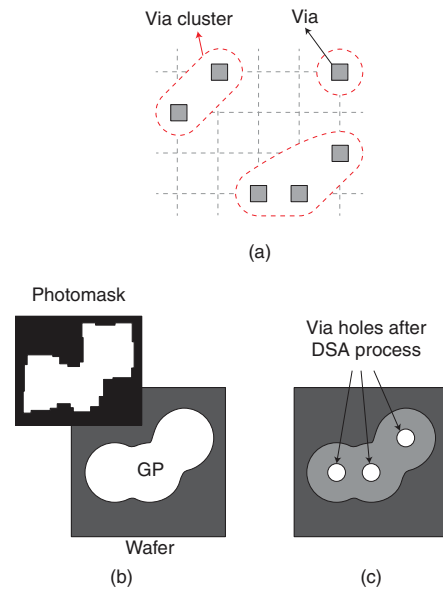 Via cluster
Via
(a)
Photomask
GP
Wafer
(b)
Via holes after
DSA process
(c)